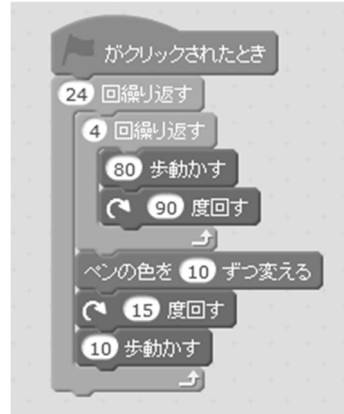 がクリックされたとき
24 回繰り返す
4 回繰り返す
80 歩動かす
90 度回す
ペンの色を 10 ずつ変える
15 度回す
10 歩動かす